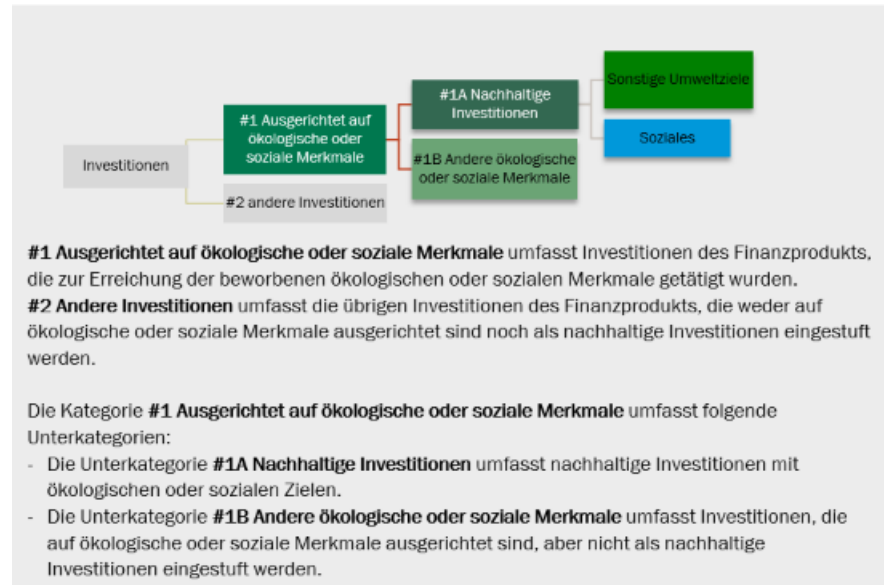 Sonstige Umweltziele
#1A Nachhaltige
Investitionen
#1 Ausgerichtet auf
ökologische oder
soziale Merkmale
Soziales
Investitionen
#1B Andere ökologische
oder soziale Merkmale
#2 andere Investitionen
#1 Ausgerichtet auf ökologische oder soziale Merkmale umfasst Investitionen des Finanzprodukts,
die zur Erreichung der beworbenen ökologischen oder sozialen Merkmale getätigt wurden.
#2 Andere Investitionen umfasst die übrigen Investitionen des Finanzprodukts, die weder auf
ökologische oder soziale Merkmale ausgerichtet sind noch als nachhaltige Investitionen eingestuft
werden.
Die Kategorie #1 Ausgerichtet auf ökologische oder soziale Merkmale umfasst folgende
Unterkategorien:
- Die Unterkategorie #1A Nachhaltige Investitionen umfasst nachhaltige Investitionen mit
ökologischen oder sozialen Zielen.
- Die Unterkategorie #1B Andere ökologische oder soziale Merkmale umfasst Investitionen, die
auf ökologische oder soziale Merkmale ausgerichtet sind, aber nicht als nachhaltige
Investitionen eingestuft werden.